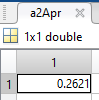 a2Apr
1x1 double
1
1 0.2621